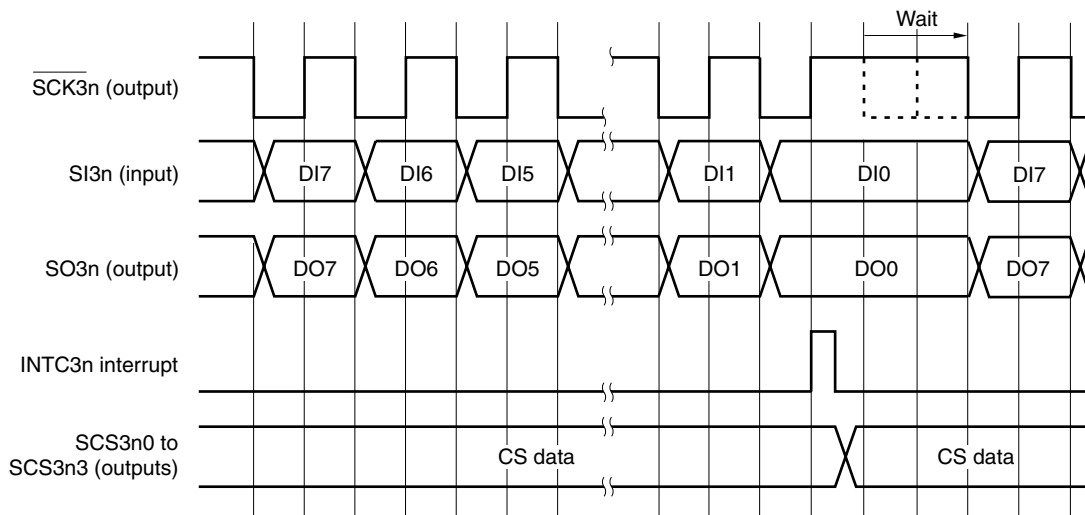 Wait
SCK3n (output)
SI3n (input)
DI7 DI6 DI5 DI1 DI0 DI7
SO3n (output)
DO7 DO6 DO5 DO1 DO0 DO7
INTC3n interrupt
SCS3n0 to
SCS3n3 (outputs)
CS data CS data